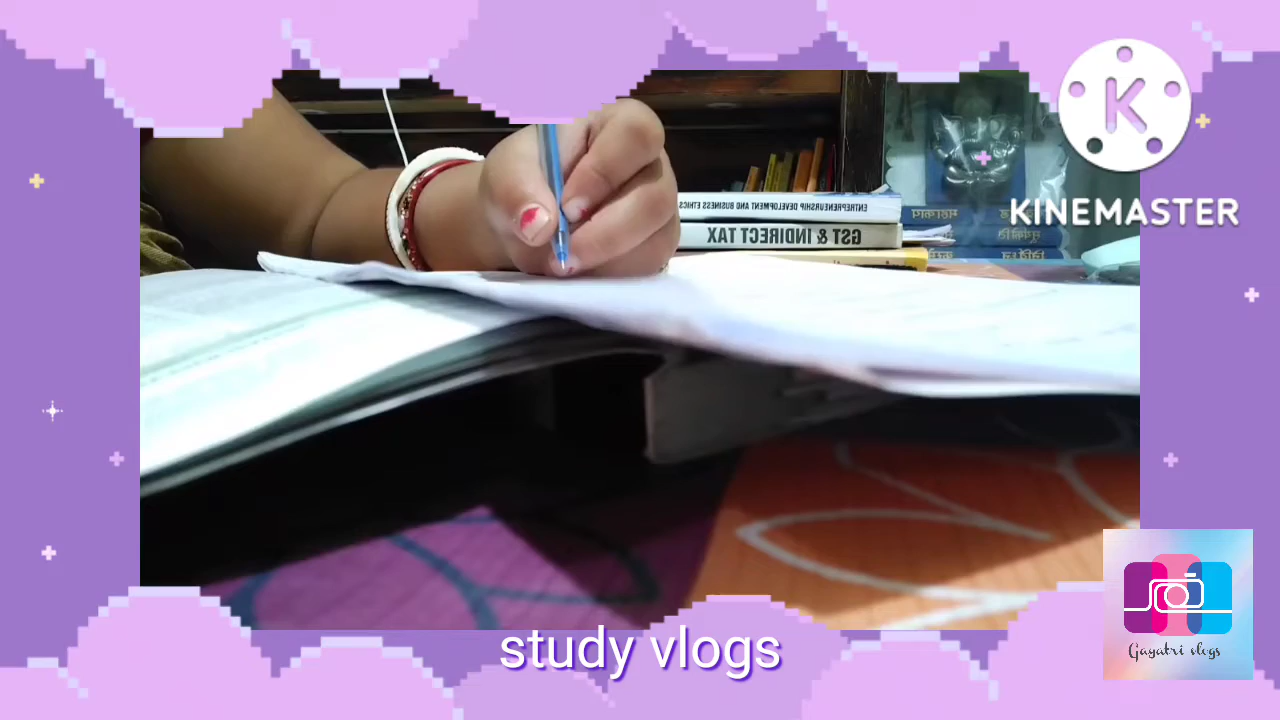 K
KINEMASTER
ENTREPRENEURSHIP DEVELOPMENT AND BUSINESS ETHICS
GST & INDIRECT TAX
study vlogs
Gayatri vlogs